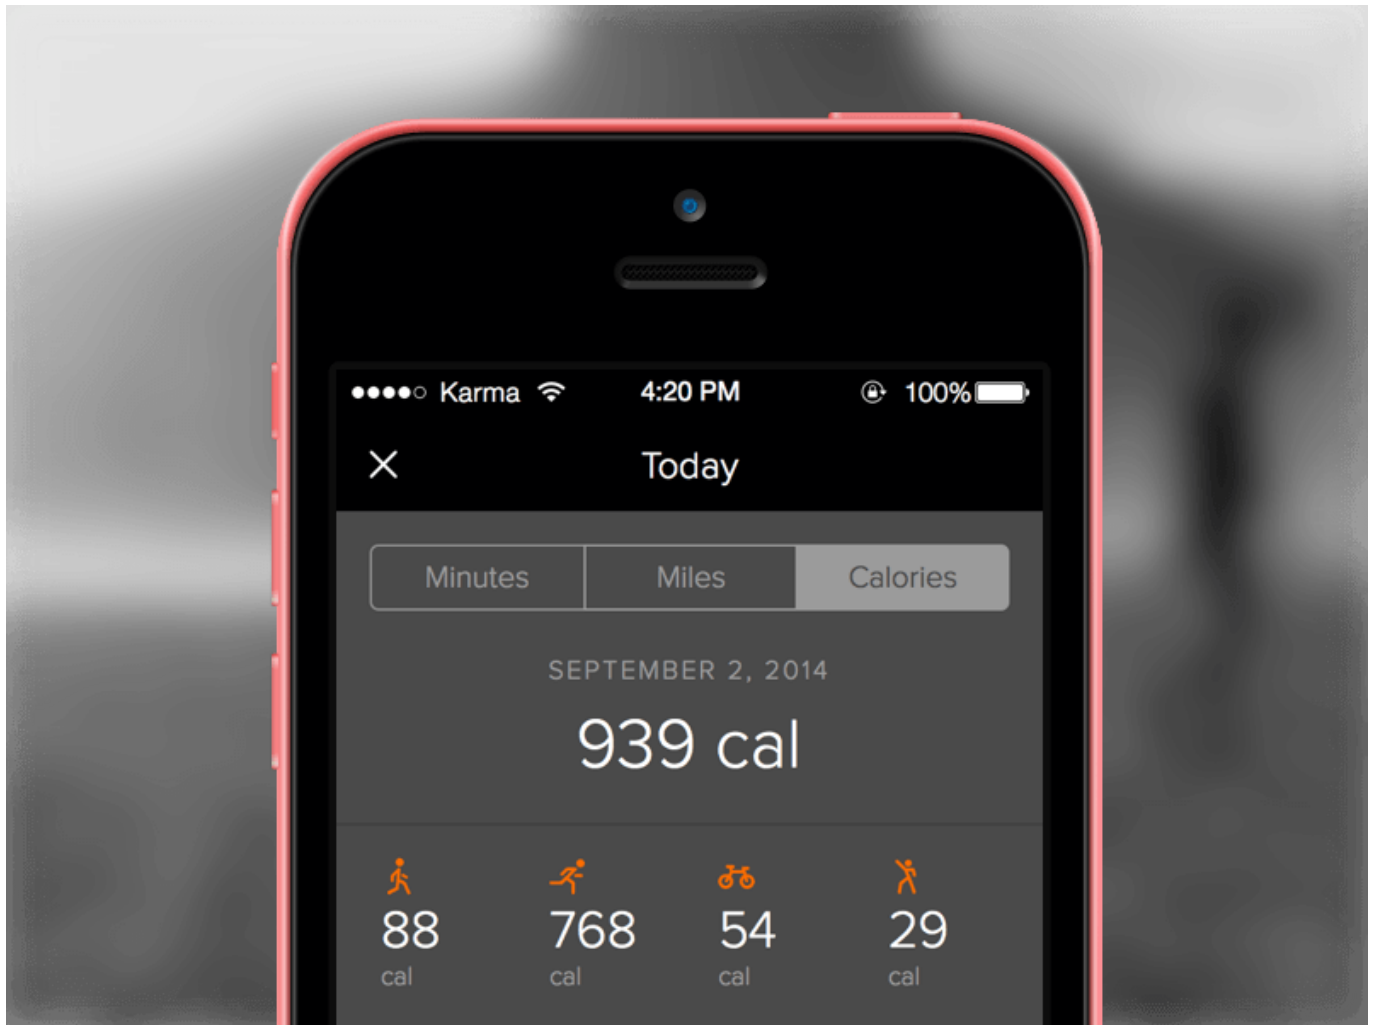 Karma 4:20 PM 100%
Today
Minutes Miles Calories
SEPTEMBER 2, 2014
939 cal
88 768 54 29
cal cal cal cal